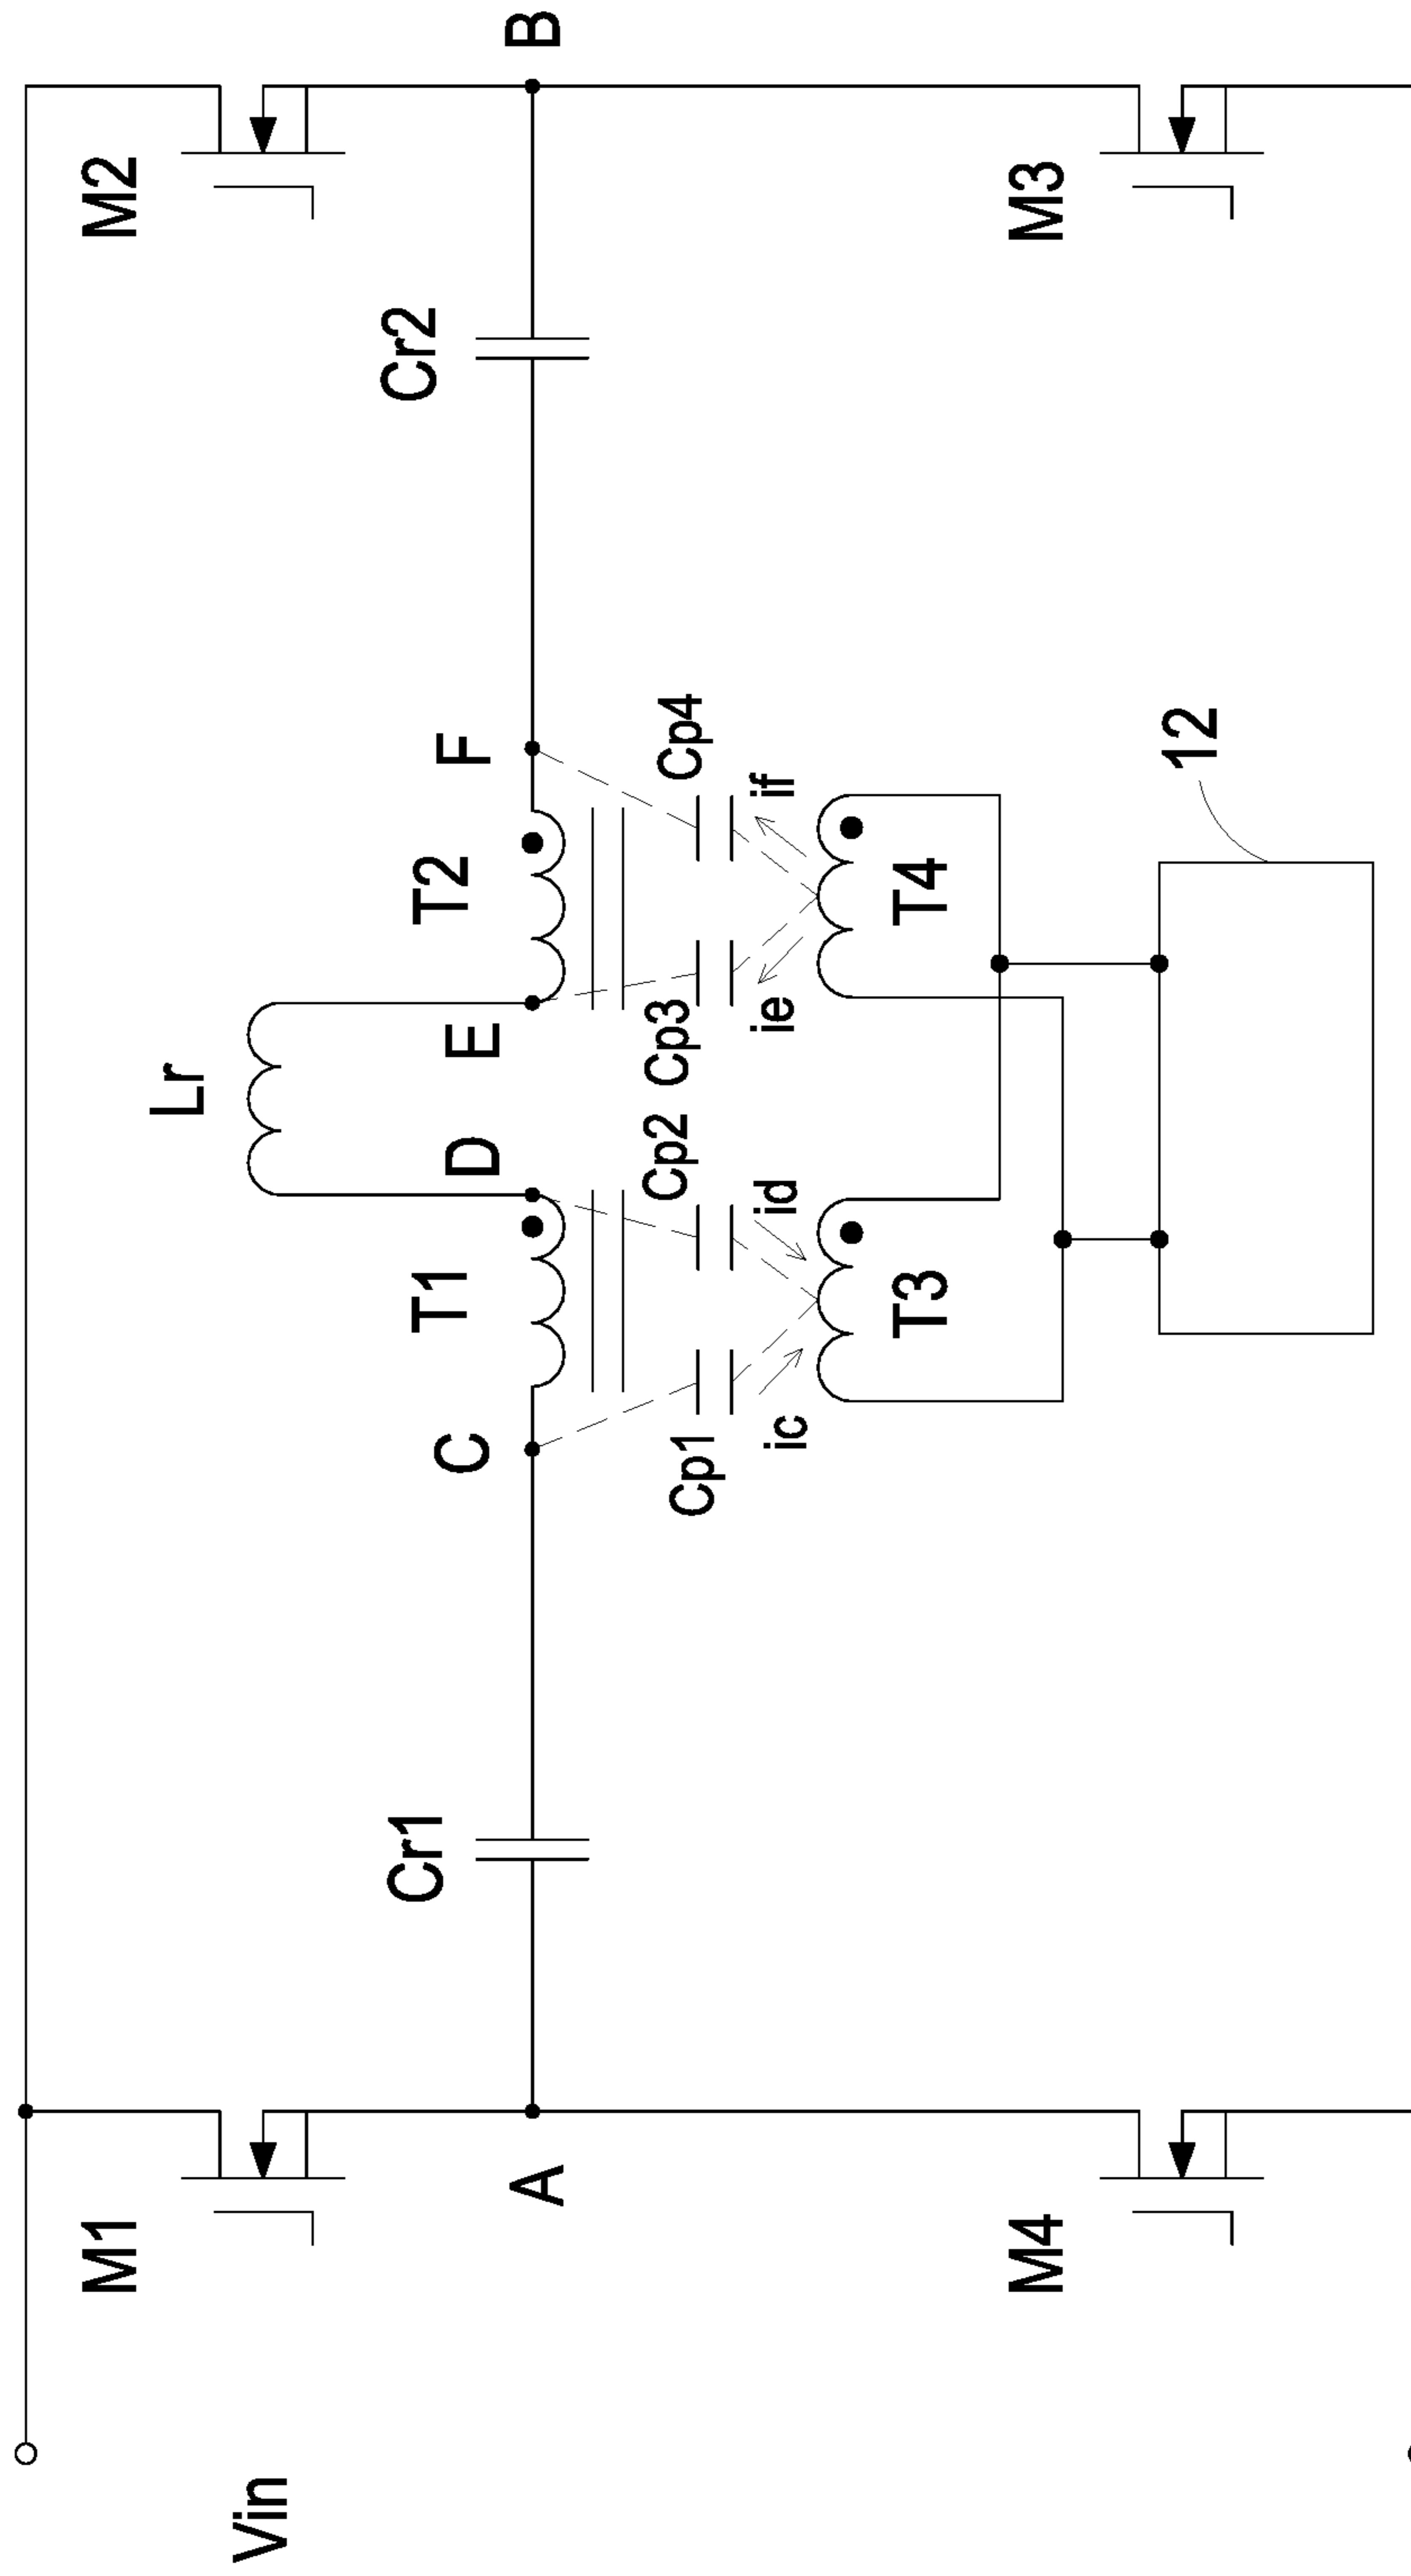 Vin
M1
M2
A
Cr1
C
T1
D
Lr
E
T2
F
Cr2
B
Cp1
Cp2
Cp3
Cp4
ic
id
ie
if
T3
T4
12
M4
M3